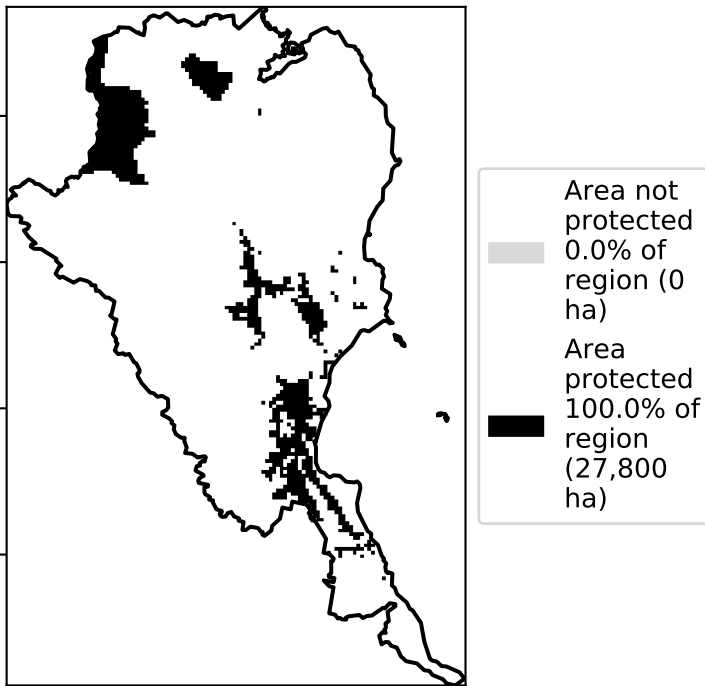 Area not
protected
0.0% of
region (0
ha)
Area
protected
100.0% of
region
(27,800
ha)